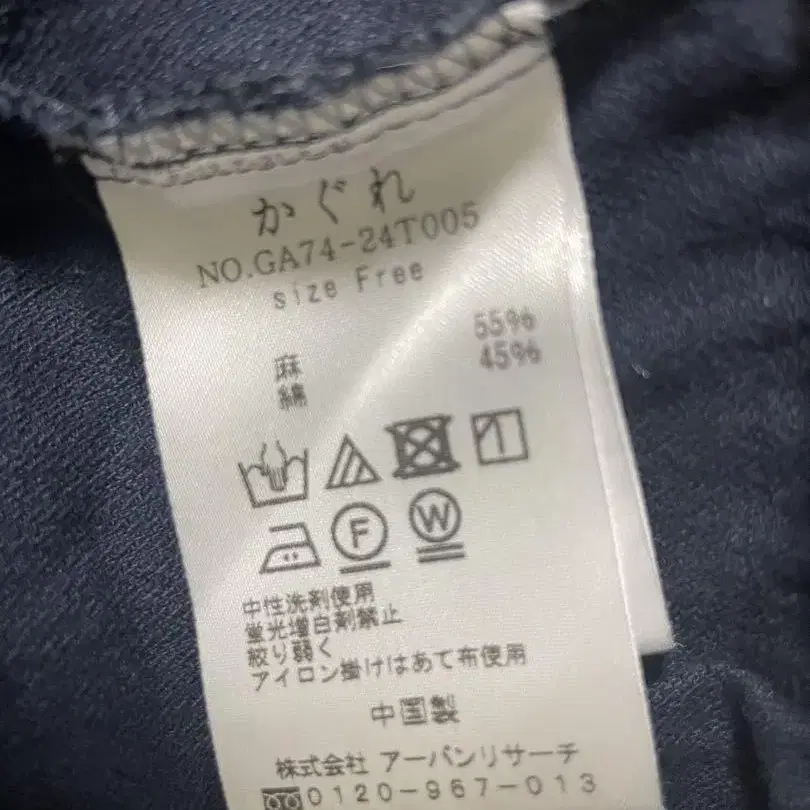 かぐれ
NO.GA74-24T005
size Free
麻 55%
綿 45%
F W
中性洗剤使用
蛍光増白剤禁止
絞り弱く
アイロン掛けはあて布使用
中国製
株式会社 アーバンリサーチ
0120-967-013